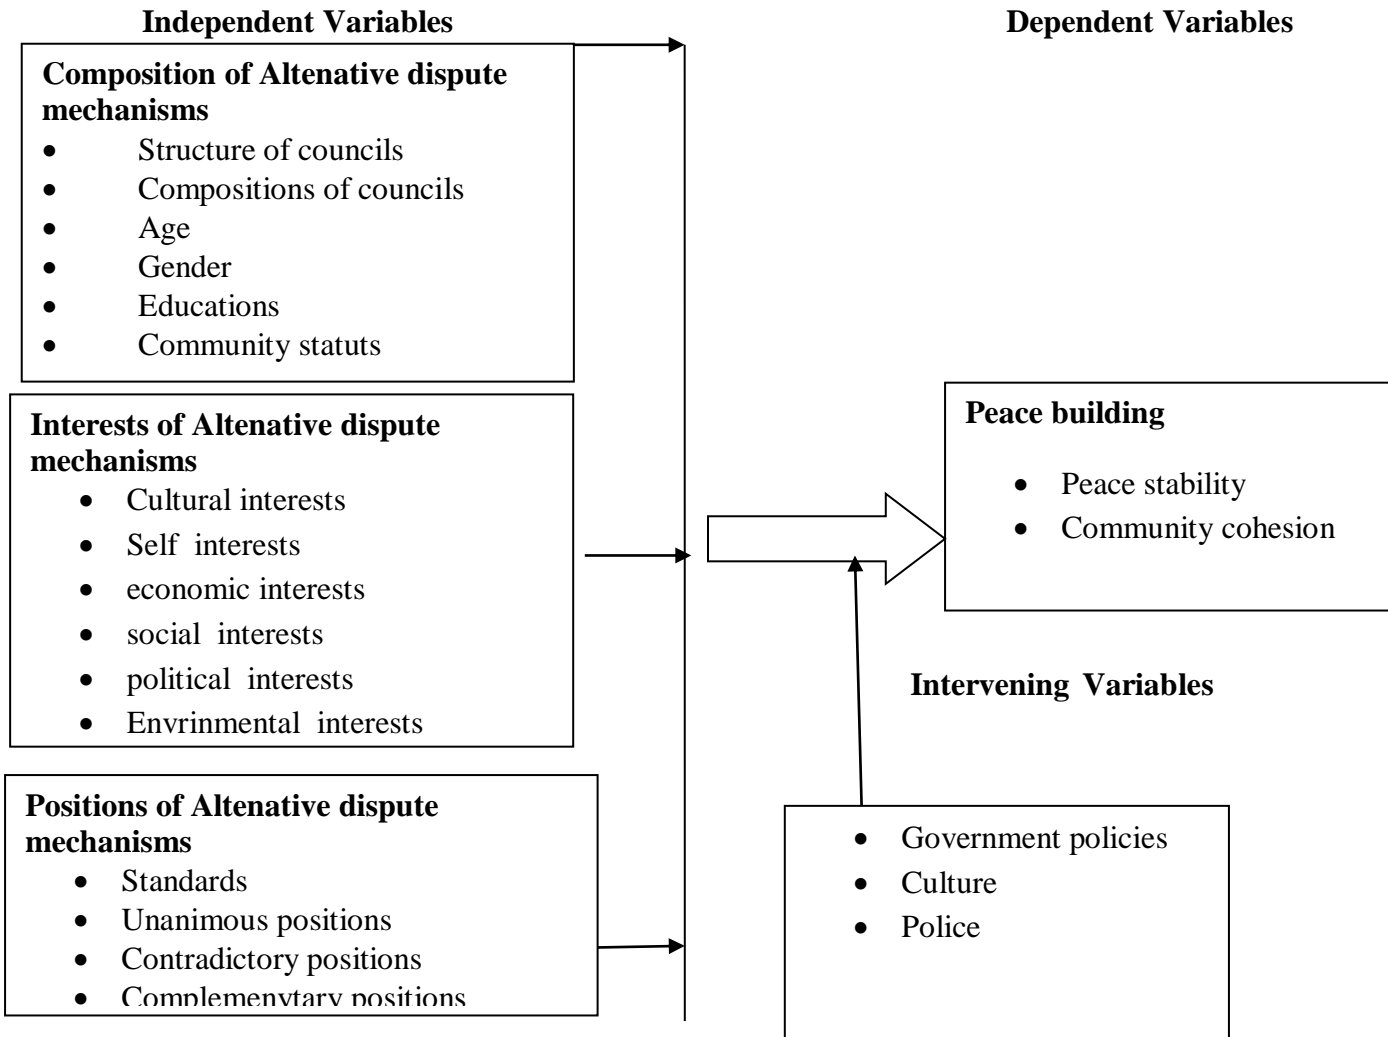 Independent Variables
Dependent Variables
Composition of Altenative dispute
mechanisms
• Structure of councils
• Compositions of councils
• Age
• Gender
• Educations
• Community statuts
Interests of Altenative dispute
mechanisms
• Cultural interests
• Self interests
• economic interests
• social interests
• political interests
• Envrinmental interests
Positions of Altenative dispute
mechanisms
• Standards
• Unanimous positions
• Contradictory positions
• Complemenytary positions
Peace building
• Peace stability
• Community cohesion
Intervening Variables
• Government policies
• Culture
• Police